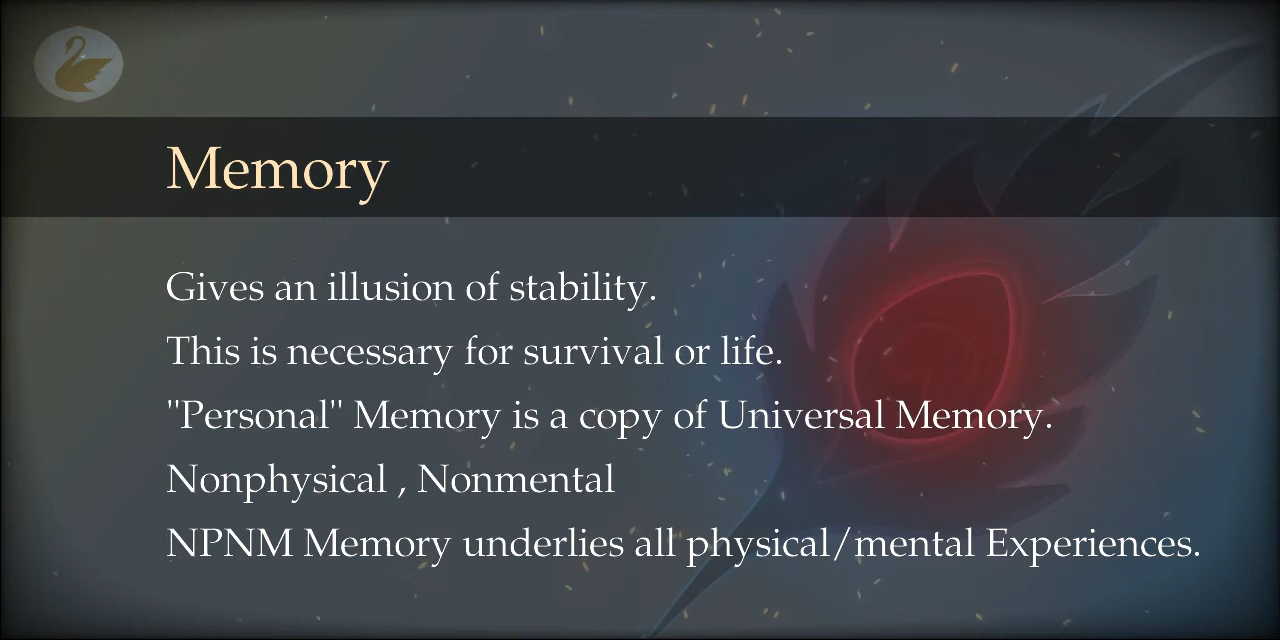 Memory
Gives an illusion of stability.
This is necessary for survival or life.
"Personal" Memory is a copy of Universal Memory.
Nonphysical , Nonmental
NPNM Memory underlies all physical/mental Experiences.